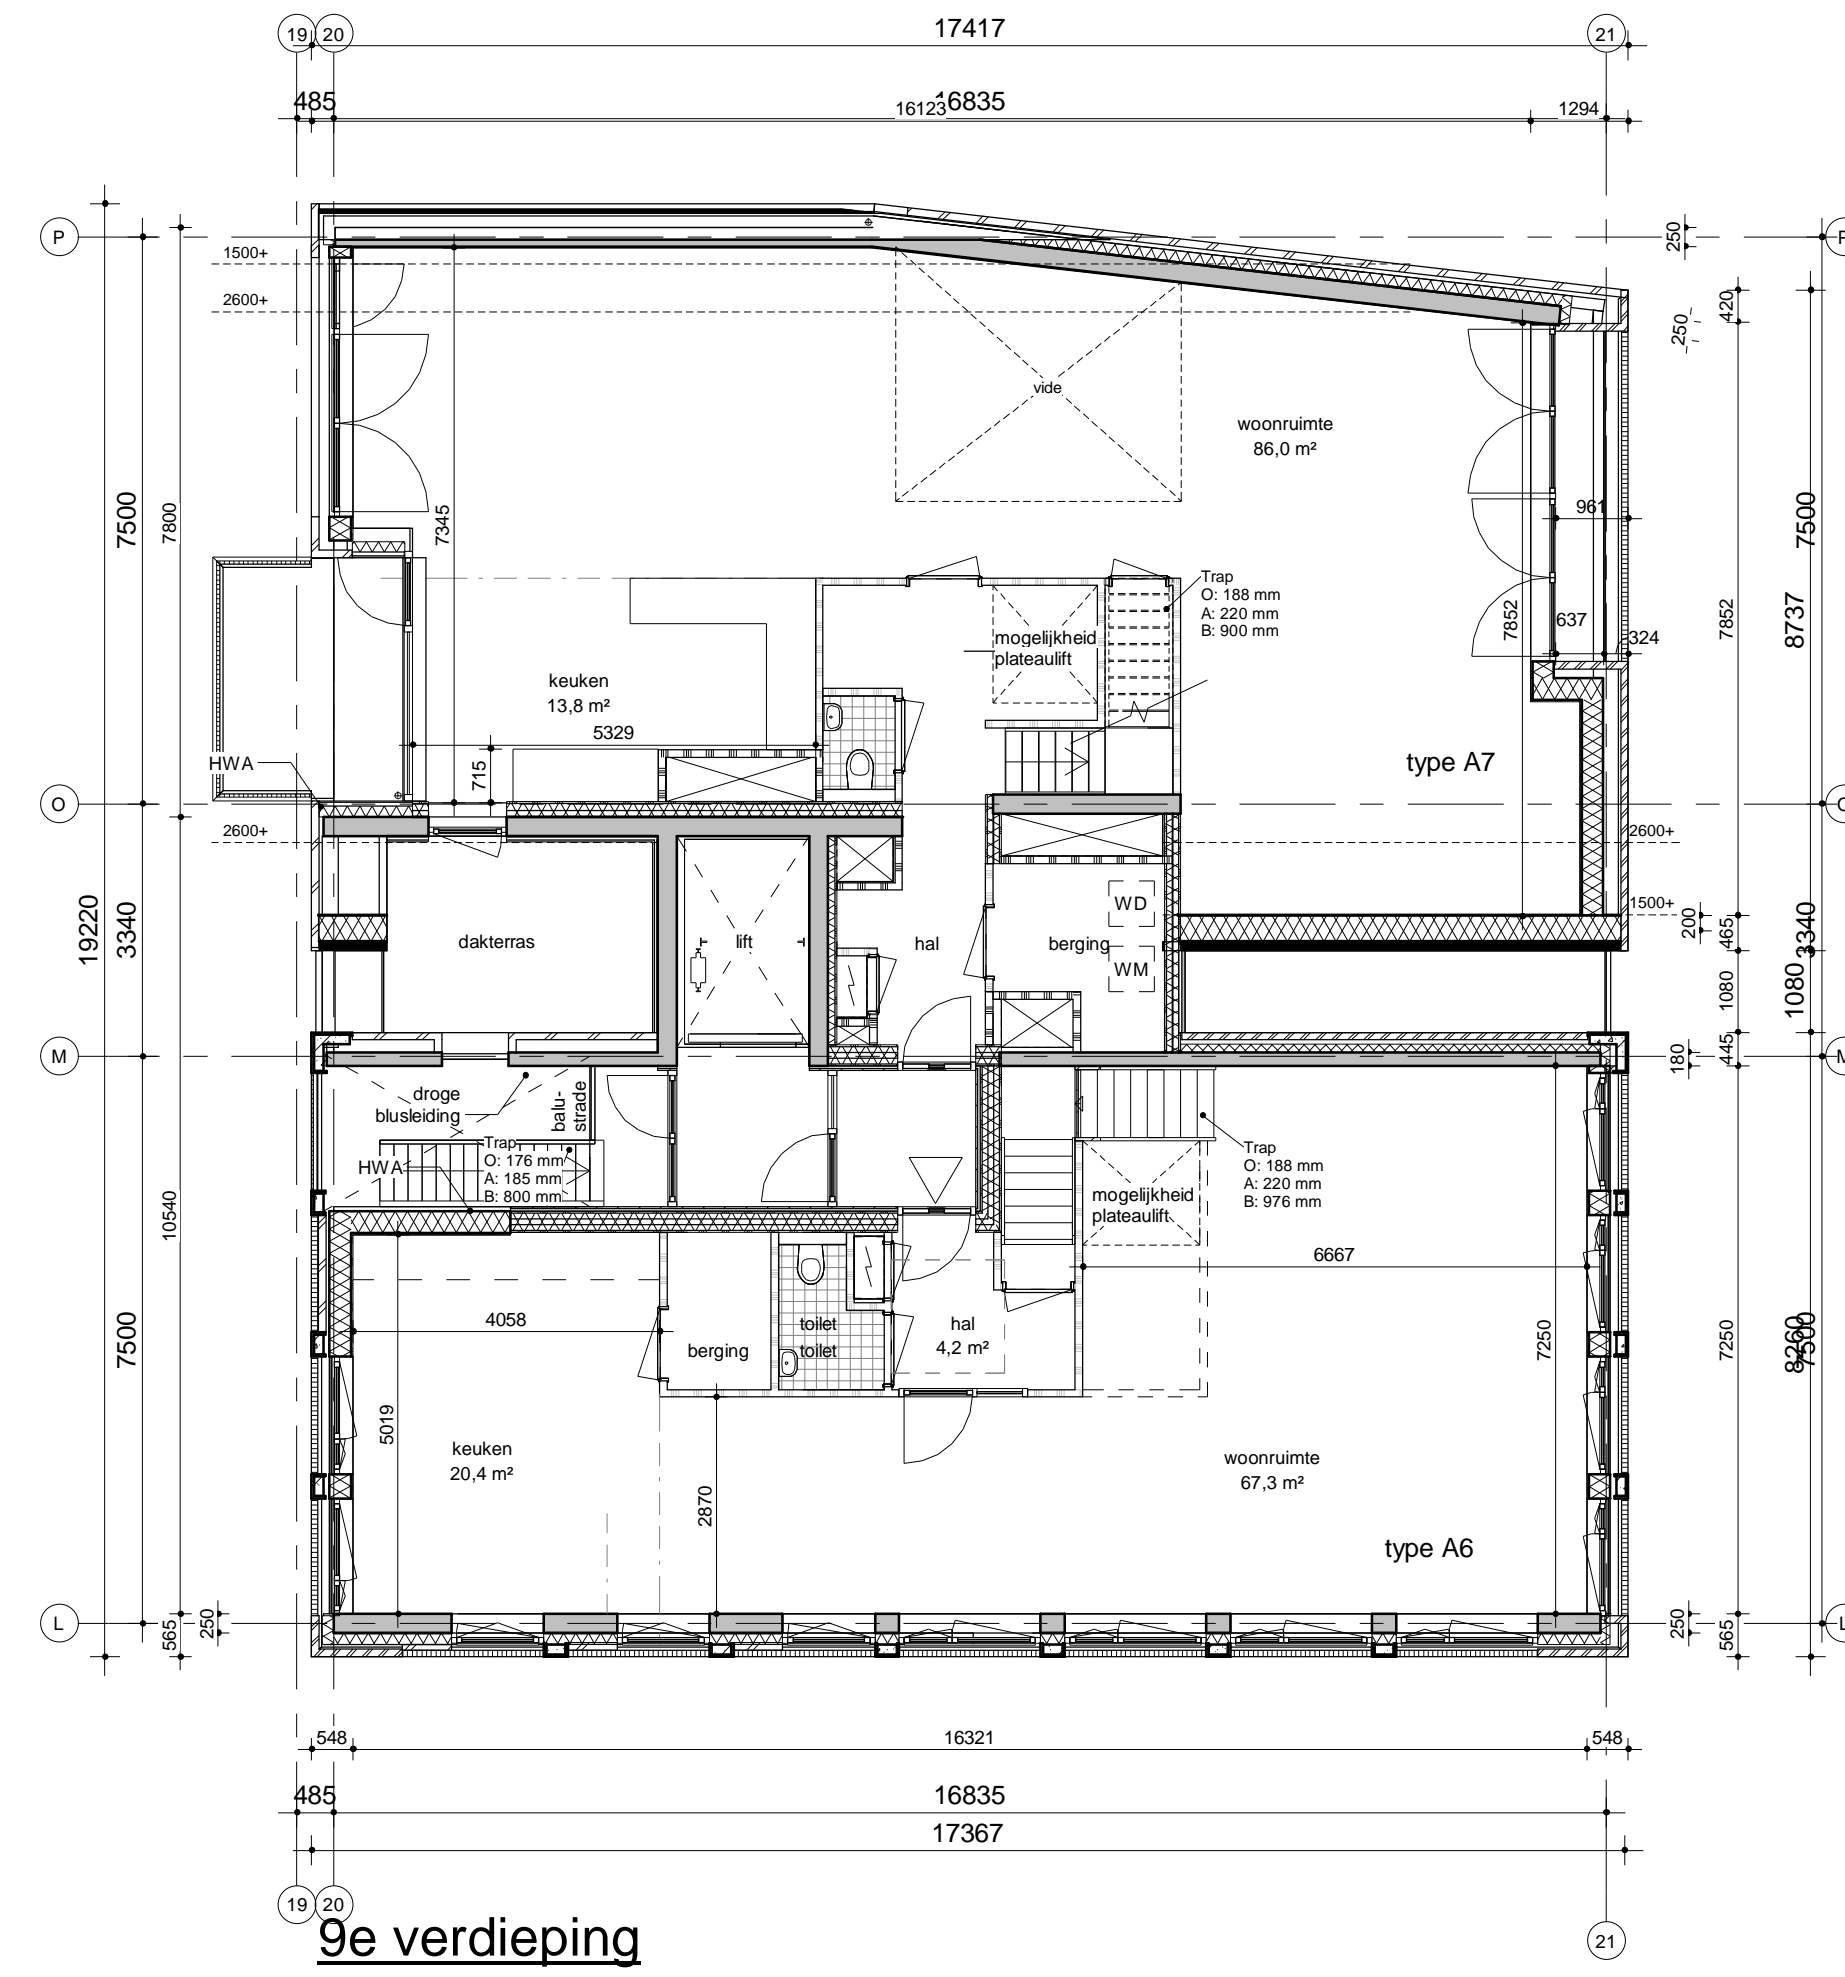 19 20
17417
21
485
16835
16123
1294
P
250
1500+
2600+
420
250
vide
woonruimte
86,0 m²
7500
7800
7345
961
7500
Trap
O: 188 mm
A: 220 mm
B: 900 mm
7852
637
7852
8737
324
mogelijkheid
plateaulift
keuken
13,8 m²
5329
715
HWA
type A7
O
2600+
2600+
19220
3340
dakterras
lift
hal
berging
WD
WM
1500+
200
465
3340
1080
1080
M
180
445
droge
blusleiding
balu-
strade
Trap
O: 176 mm
A: 185 mm
B: 800 mm
HWA
Trap
O: 188 mm
A: 220 mm
B: 976 mm
mogelijkheid
plateaulift
10540
6667
7500
4058
berging
toilet
toilet
hal
4,2 m²
7250
7250
8260
7500
5019
keuken
20,4 m²
2870
woonruimte
67,3 m²
type A6
L
565
250
250
565
548
16321
548
485
16835
17367
19 20
21
9e verdieping